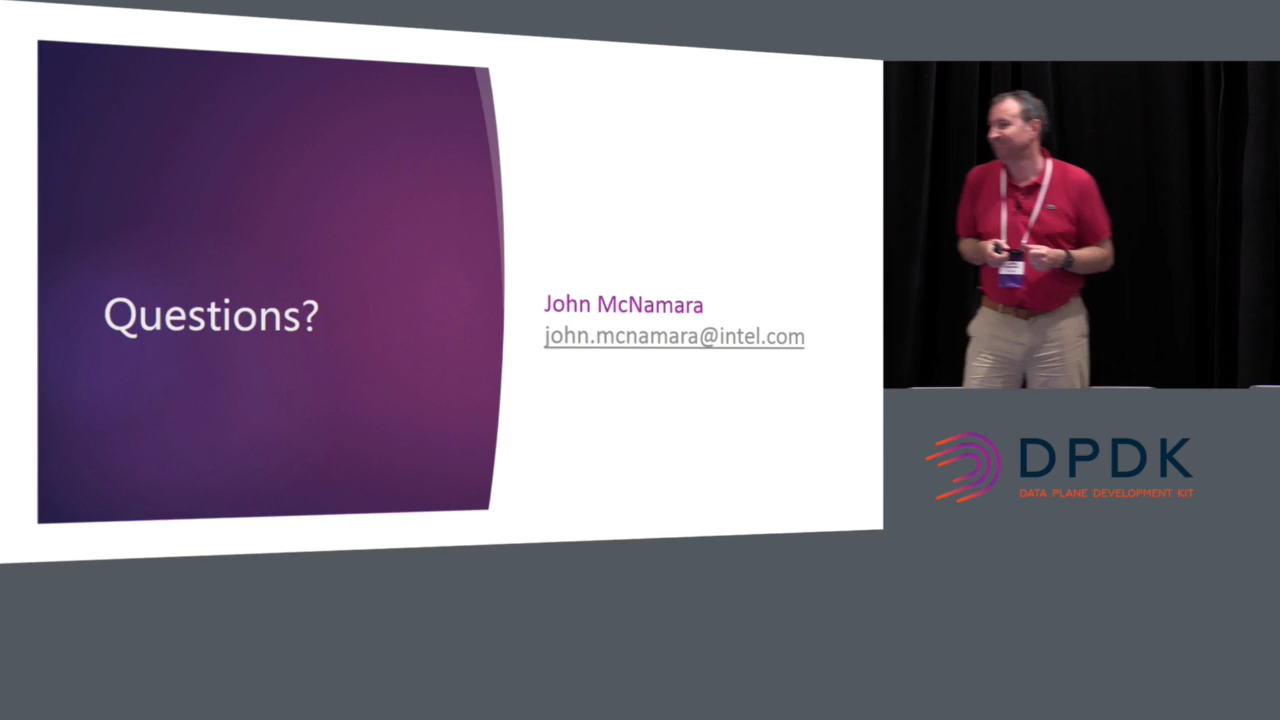 Questions?
John McNamara
john.mcnamara@intel.com
DPDK
DATA PLANE DEVELOPMENT KIT